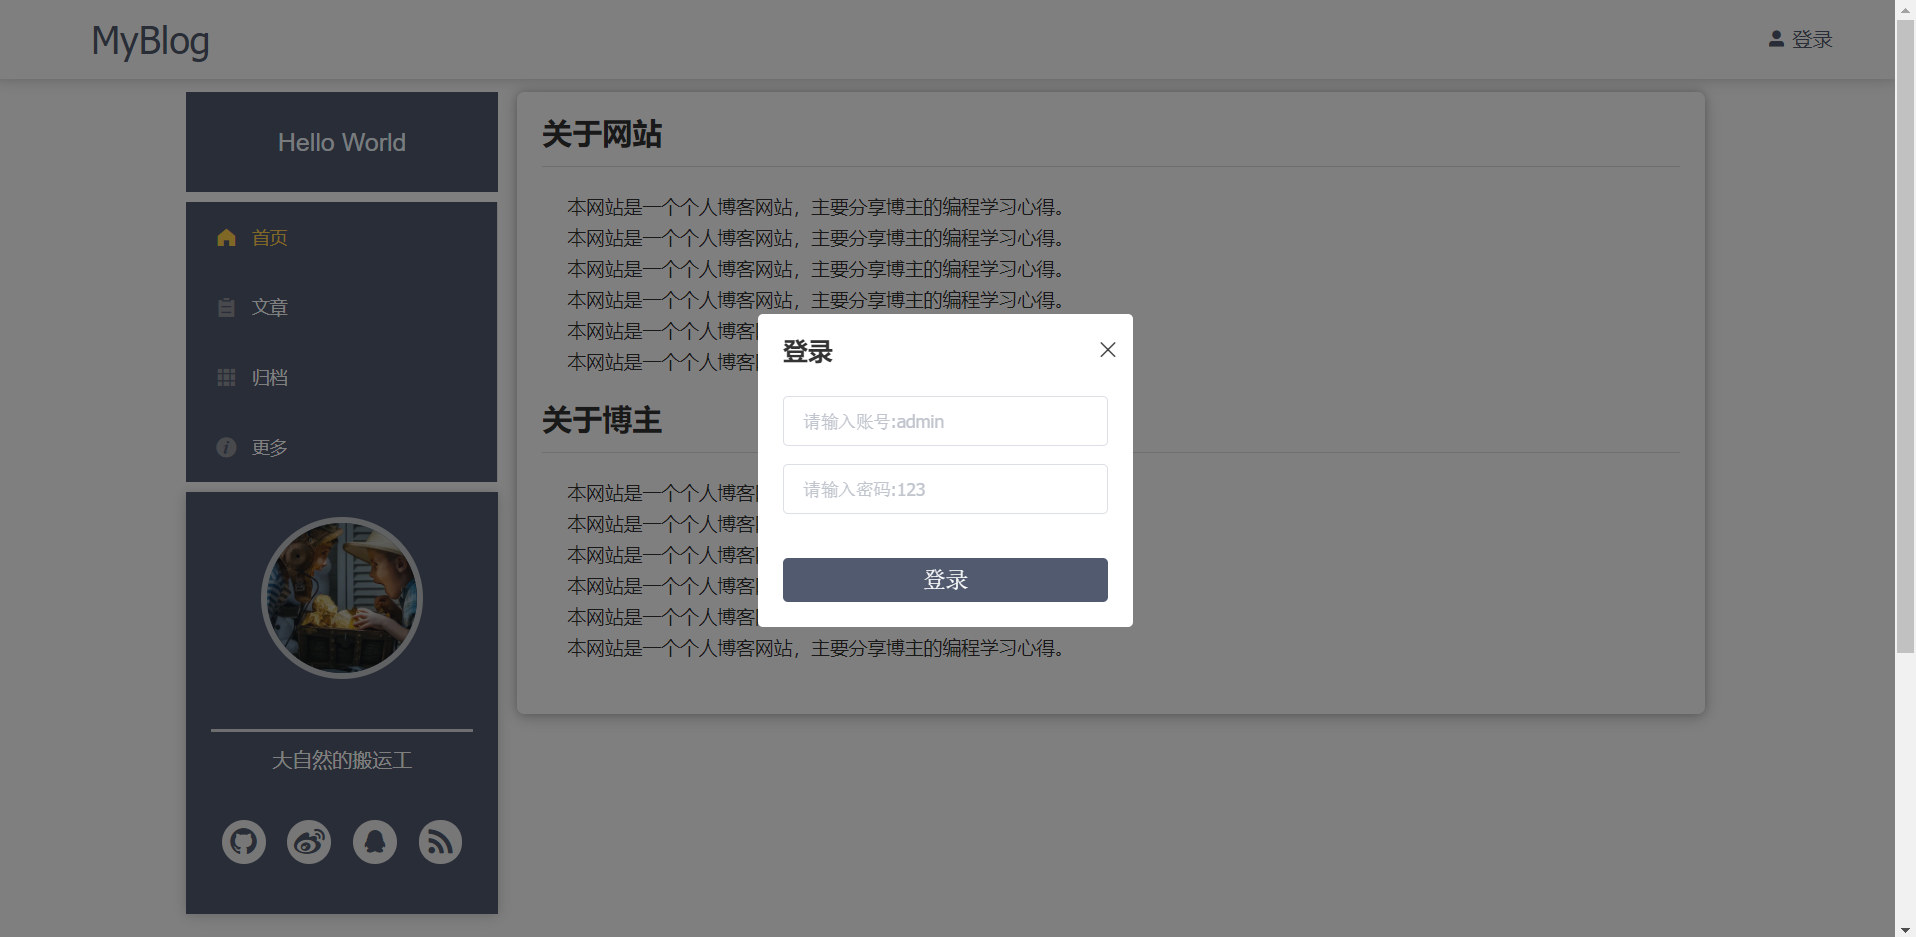 MyBlog
登录
Hello World
首页
文章
归档
更多
大自然的搬运工
关于网站
本网站是一个个人博客网站，主要分享博主的编程学习心得。
本网站是一个个人博客网站，主要分享博主的编程学习心得。
本网站是一个个人博客网站，主要分享博主的编程学习心得。
本网站是一个个人博客网站，主要分享博主的编程学习心得。
本网站是一个个人博客
本网站是一个个人博客
关于博主
本网站是一个个人博客
本网站是一个个人博客
本网站是一个个人博客
本网站是一个个人博客
本网站是一个个人博客
本网站是一个个人博客网站，主要分享博主的编程学习心得。
登录
请输入账号:admin
请输入密码:123
登录